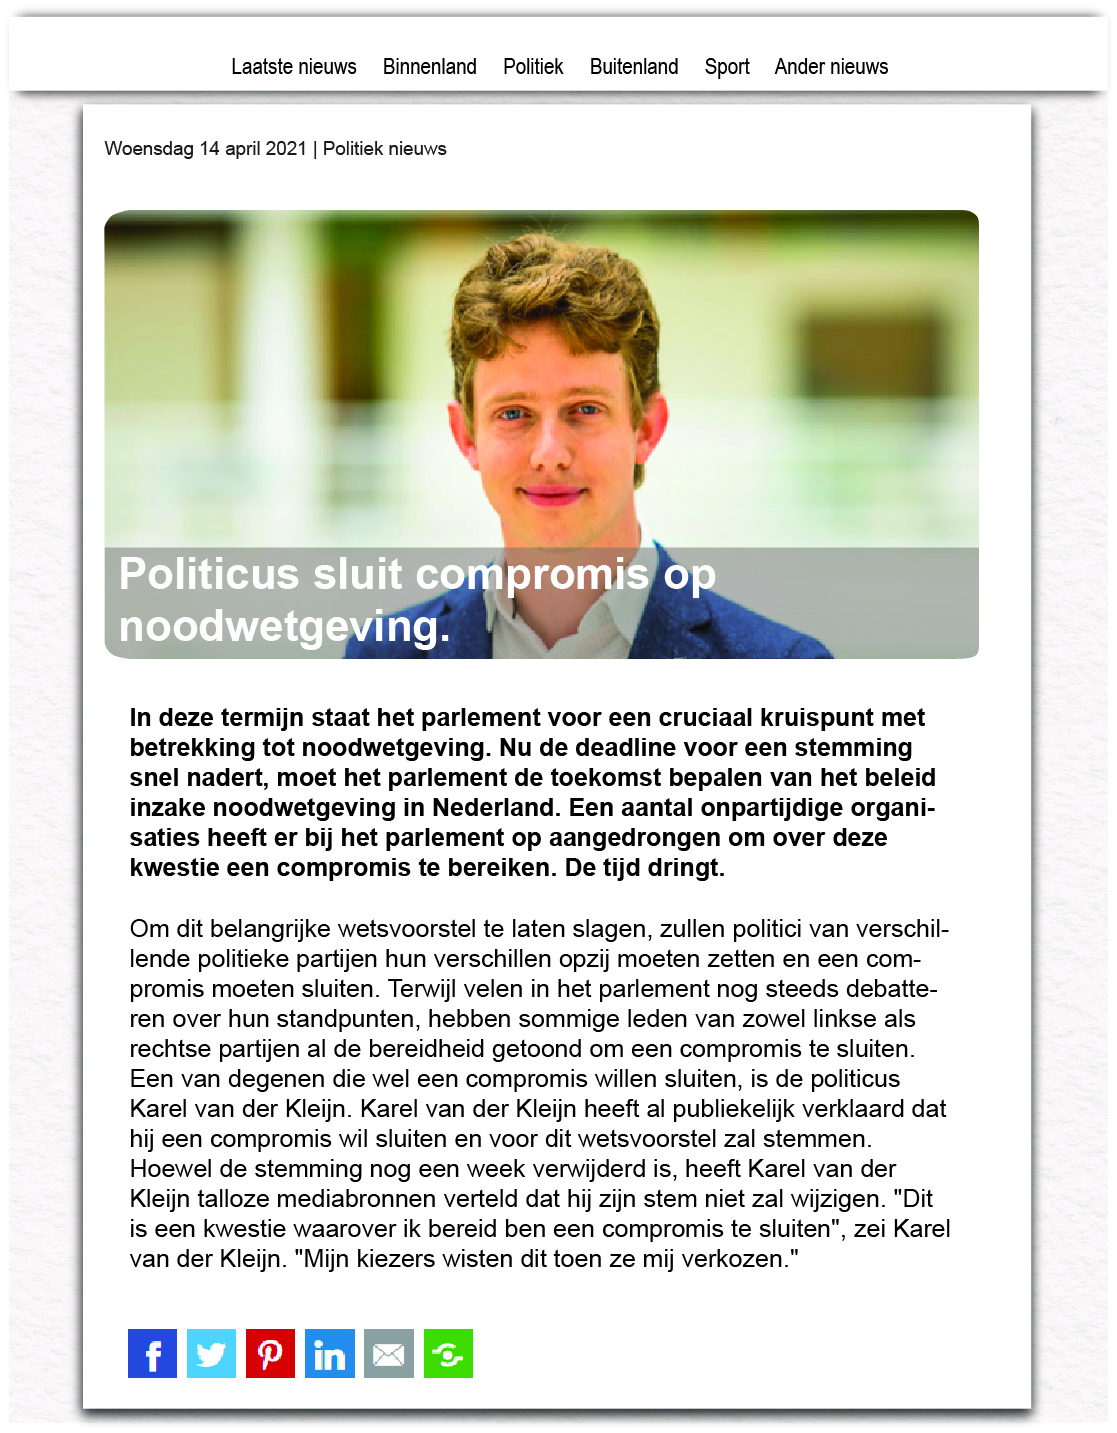 Laatste nieuws Binnenland Politiek Buitenland Sport Ander nieuws
Woensdag 14 april 2021 | Politiek nieuws
Politicus sluit compromis op
noodwetgeving.
In deze termijn staat het parlement voor een cruciaal kruispunt met
betrekking tot noodwetgeving. Nu de deadline voor een stemming
snel nadert, moet het parlement de toekomst bepalen van het beleid
inzake noodwetgeving in Nederland. Een aantal onpartijdige organi-
saties heeft er bij het parlement op aangedrongen om over deze
kwestie een compromis te bereiken. De tijd dringt.
Om dit belangrijke wetsvoorstel te laten slagen, zullen politici van verschil-
lende politieke partijen hun verschillen opzij moeten zetten en een com-
promis moeten sluiten. Terwijl velen in het parlement nog steeds debatte-
ren over hun standpunten, hebben sommige leden van zowel linkse als
rechtse partijen al de bereidheid getoond om een compromis te sluiten.
Een van degenen die wel een compromis willen sluiten, is de politicus
Karel van der Kleijn. Karel van der Kleijn heeft al publiekelijk verklaard dat
hij een compromis wil sluiten en voor dit wetsvoorstel zal stemmen.
Hoewel de stemming nog een week verwijderd is, heeft Karel van der
Kleijn talloze mediabronnen verteld dat hij zijn stem niet zal wijzigen. "Dit
is een kwestie waarover ik bereid ben een compromis te sluiten", zei Karel
van der Kleijn. "Mijn kiezers wisten dit toen ze mij verkozen."